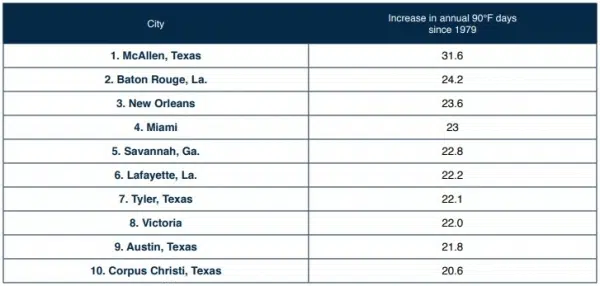 City Increase in annual 90°F days
since 1979
1. McAllen, Texas 31.6
2. Baton Rouge, La. 24.2
3. New Orleans 23.6
4. Miami 23
5. Savannah, Ga. 22.8
6. Lafayette, La. 22.2
7. Tyler, Texas 22.1
8. Victoria 22.0
9. Austin, Texas 21.8
10. Corpus Christi, Texas 20.6